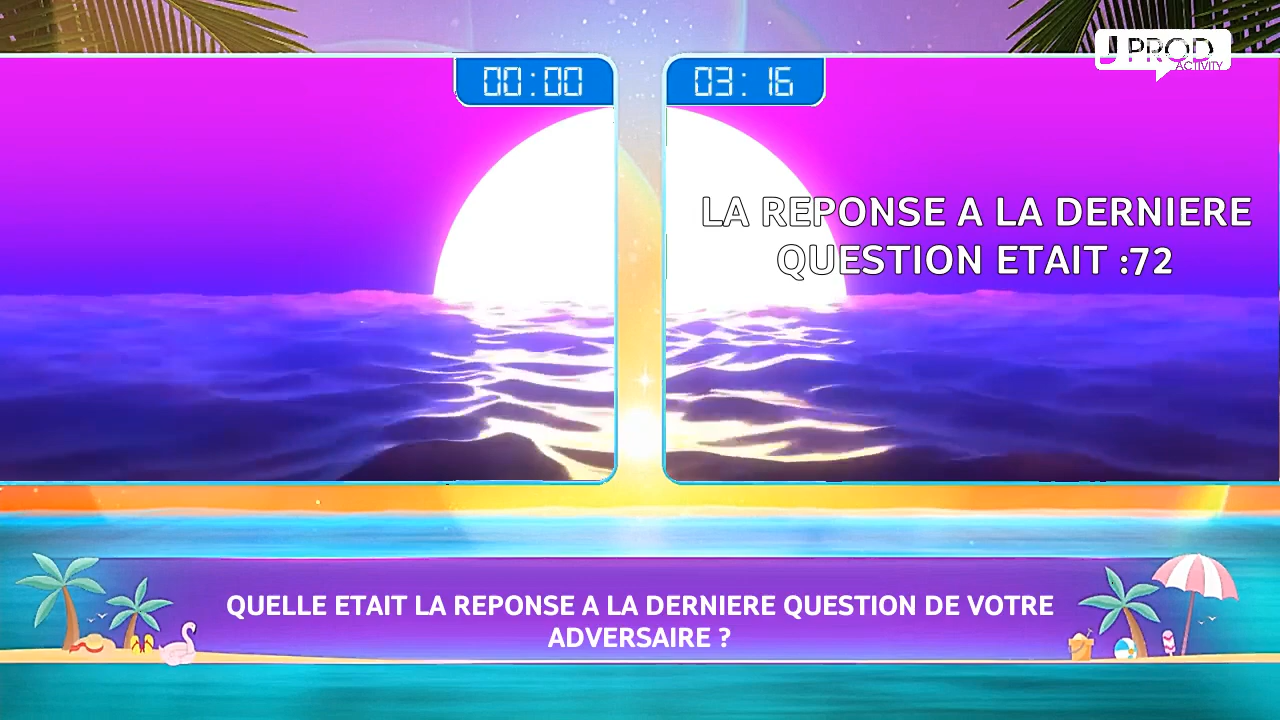 00:00
03:16
J PROD
ACTIVITY
LA REPONSE A LA DERNIERE
QUESTION ETAIT :72
QUELLE ETAIT LA REPONSE A LA DERNIERE QUESTION DE VOTRE
ADVERSAIRE ?